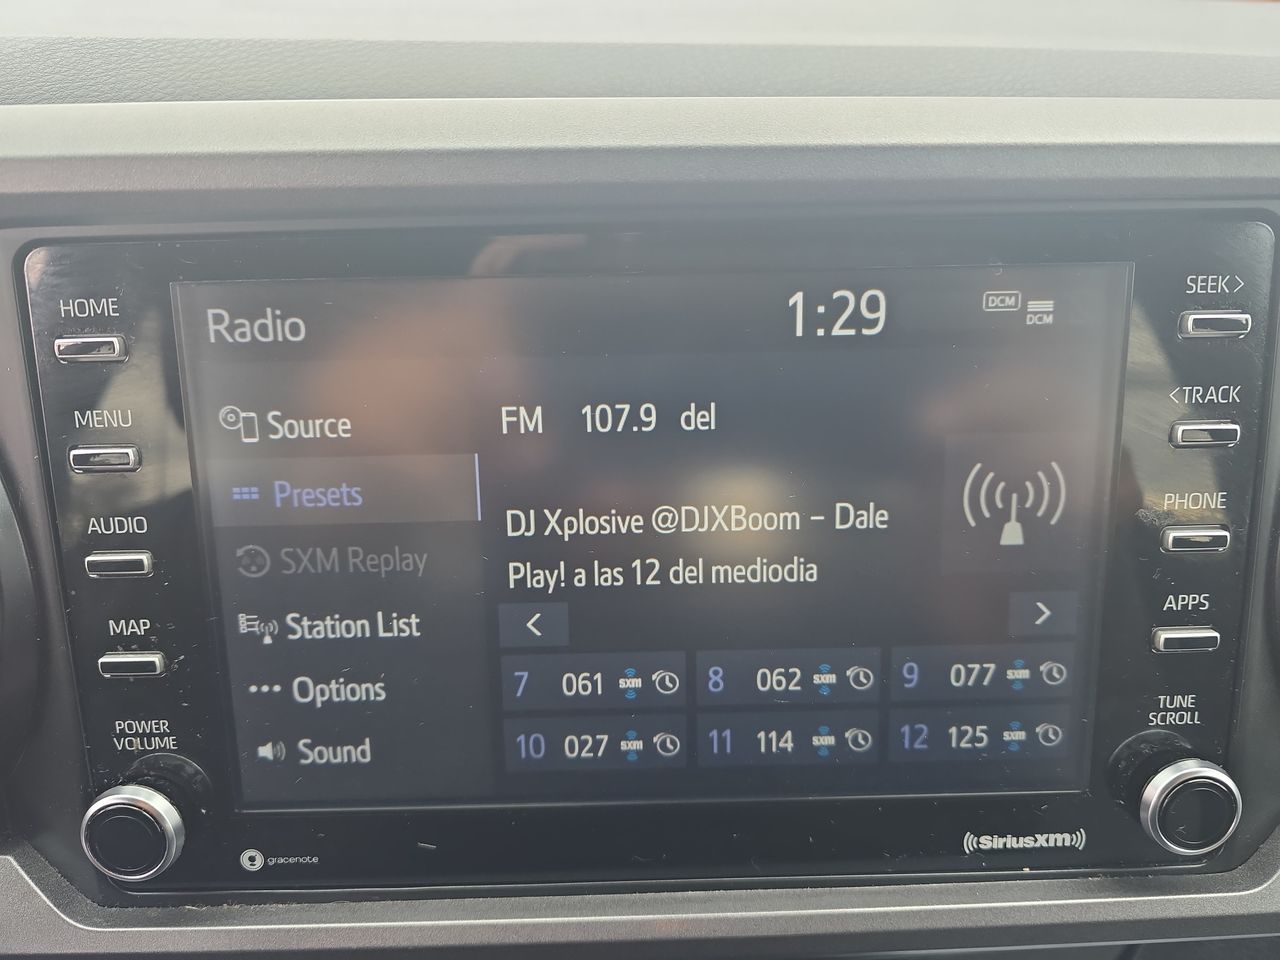 HOME
MENU
AUDIO
MAP
POWER
VOLUME
Radio
1:29
DCM
DCM
Source
Presets
SXM Replay
Station List
Options
Sound
FM 107.9 del
DJ Xplosive @DJXBoom – Dale
Play! a las 12 del mediodia
< >
7 061 sxm 8 062 sxm 9 077 sxm
10 027 sxm 11 114 sxm 12 125 sxm
SEEK >
< TRACK
PHONE
APPS
TUNE
SCROLL
gracenote
((SiriusXM))